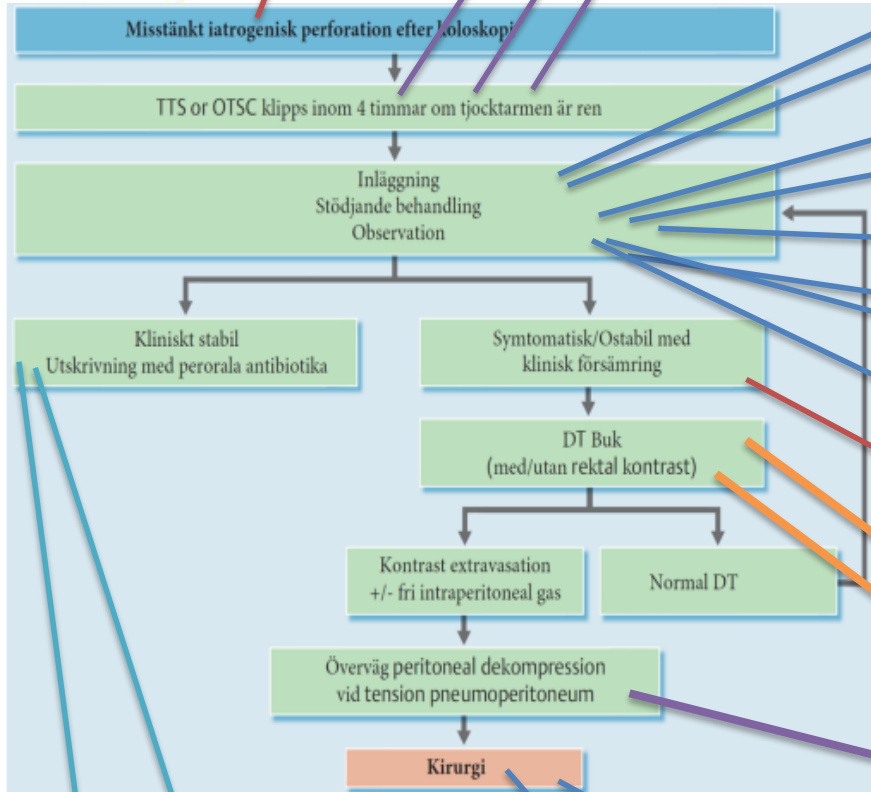 Misstänkt iatrogenisk perforation efter koloskopi
TTS or OTSC klipps inom 4 timmar om tjocktarmen är ren
Inläggning
Stödjande behandling
Observation
Kliniskt stabil
Utskrivning med perorala antibiotika
Symtomatisk/Ostabil med
klinisk försämring
DT Buk
(med/utan rektal kontrast)
Kontrast extravasation
+/- fri intraperitoneal gas
Normal DT
Överväg peritoneal dekompression
vid tension pneumoperitoneum
Kirurgi